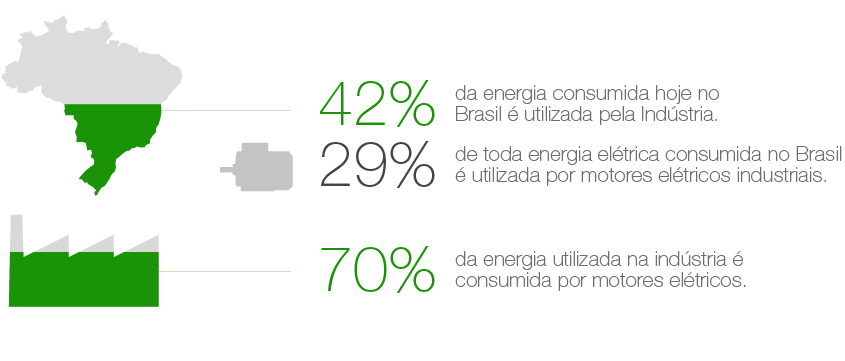 42%
da energia consumida hoje no
Brasil é utilizada pela Indústria.
29%
de toda energia elétrica consumida no Brasil
é utilizada por motores elétricos industriais.
70%
da energia utilizada na indústria é
consumida por motores elétricos.